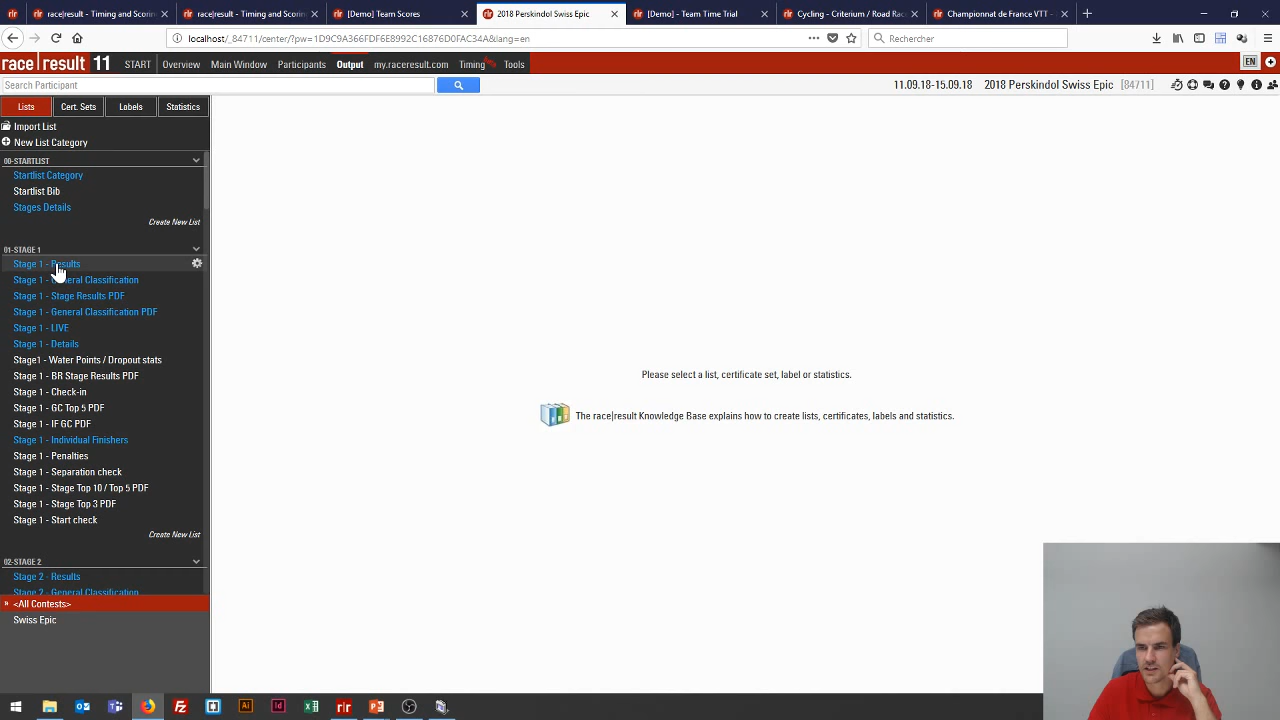 race|result - Timing and Scorin
race|result - Timing and Scorin
[Demo] Team Scores
2018 Perskindol Swiss Epic
[Demo] - Team Time Trial
Cycling - Criterium / Road Rac
Championnat de France VTT -
localhost/_84711/center/?pw=1D9C9A366FDF6E8992C16876D0FAC34A&lang=en
Rechercher
race|result 11
START
Overview
Main Window
Participants
Output
my.raceresult.com
Timing
Tools
EN
Search Participant
11.09.18-15.09.18
2018 Perskindol Swiss Epic
[84711]
Lists
Cert. Sets
Labels
Statistics
Import List
New List Category
00-STARTLIST
Startlist Category
Startlist Bib
Stages Details
Create New List
01-STAGE 1
Stage 1 - Results
Stage 1 - General Classification
Stage 1 - Stage Results PDF
Stage 1 - General Classification PDF
Stage 1 - LIVE
Stage 1 - Details
Stage1 - Water Points / Dropout stats
Stage 1 - BR Stage Results PDF
Stage 1 - Check-in
Stage 1 - GC Top 5 PDF
Stage 1 - IF GC PDF
Stage 1 - Individual Finishers
Stage 1 - Penalties
Stage 1 - Separation check
Stage 1 - Stage Top 10 / Top 5 PDF
Stage 1 - Stage Top 3 PDF
Stage 1 - Start check
Create New List
02-STAGE 2
Stage 2 - Results
Stage 2 - General Classification
<All Contests>
Swiss Epic
Please select a list, certificate set, label or statistics.
The race|result Knowledge Base explains how to create lists, certificates, labels and statistics.